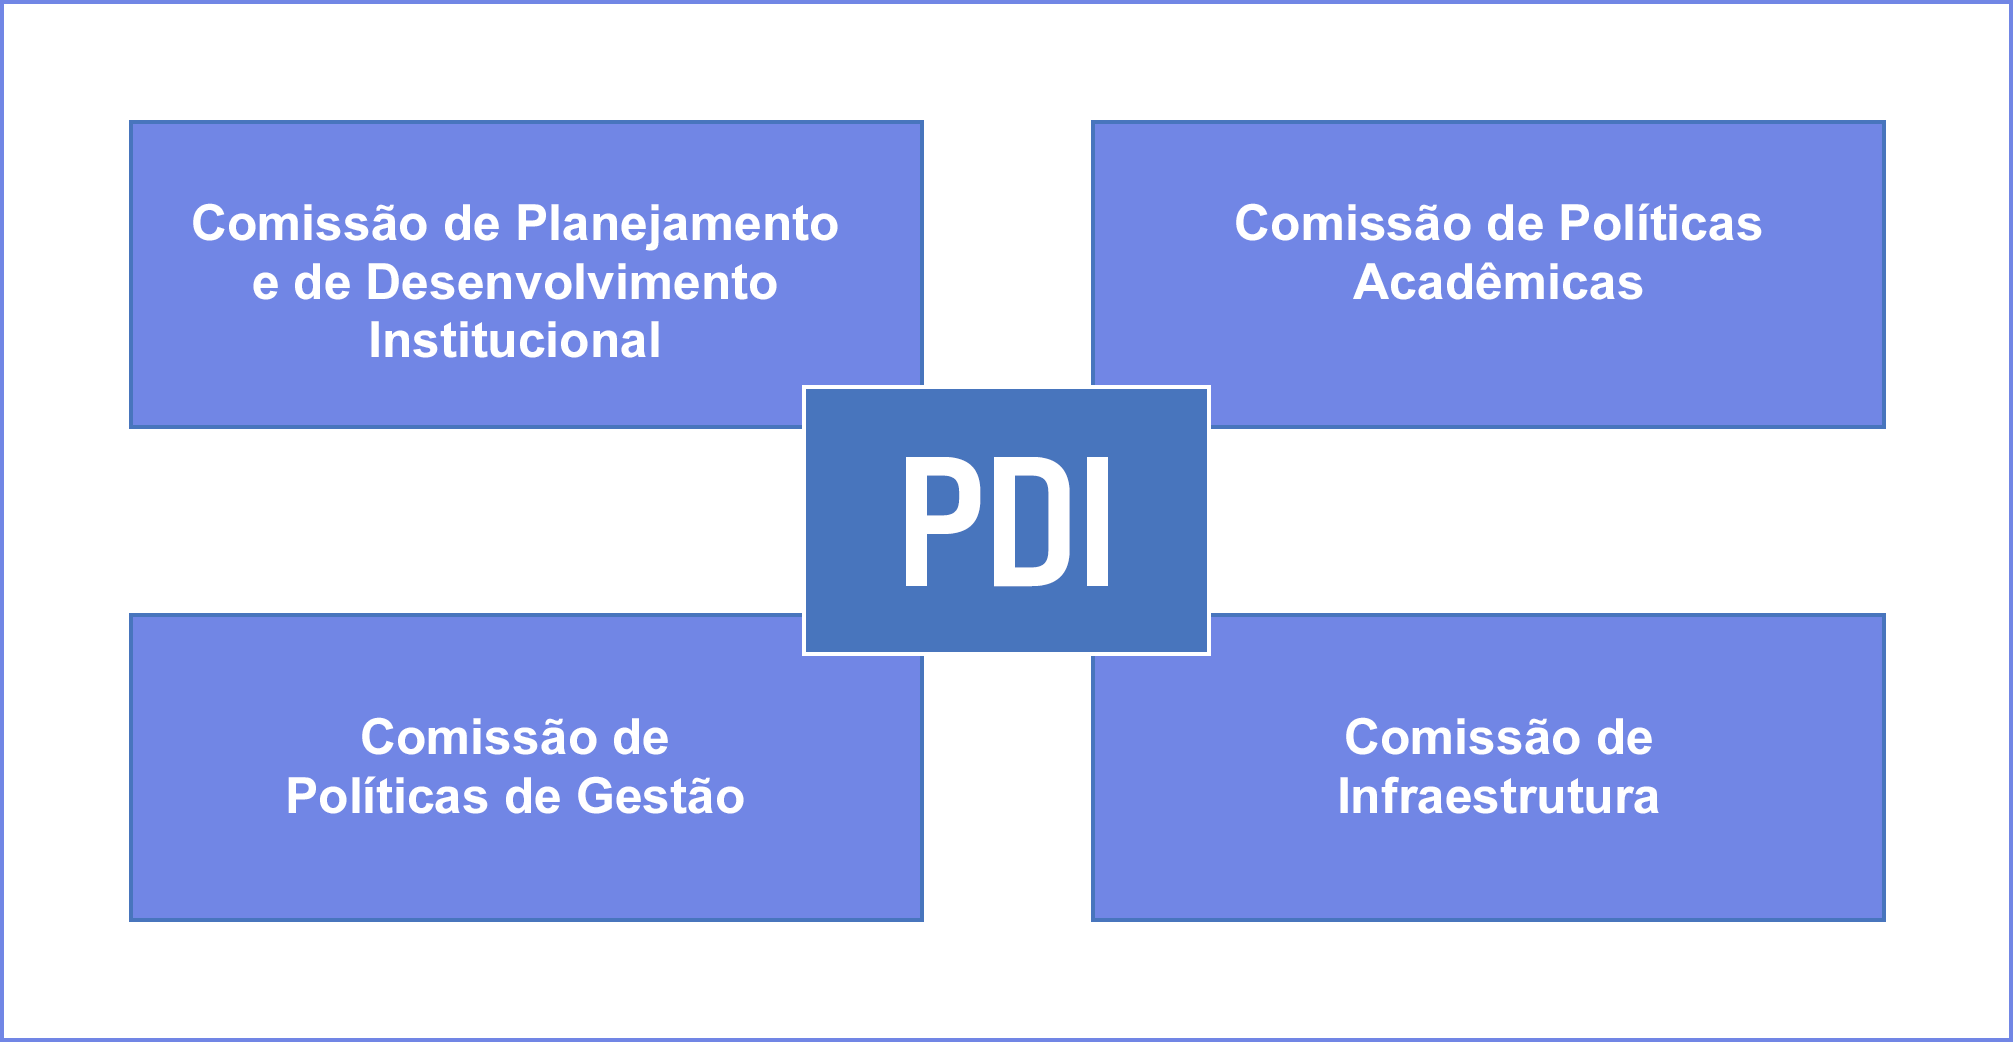 Comissão de Planejamento
e de Desenvolvimento
Institucional
Comissão de Políticas
Acadêmicas
PDI
Comissão de
Políticas de Gestão
Comissão de
Infraestrutura